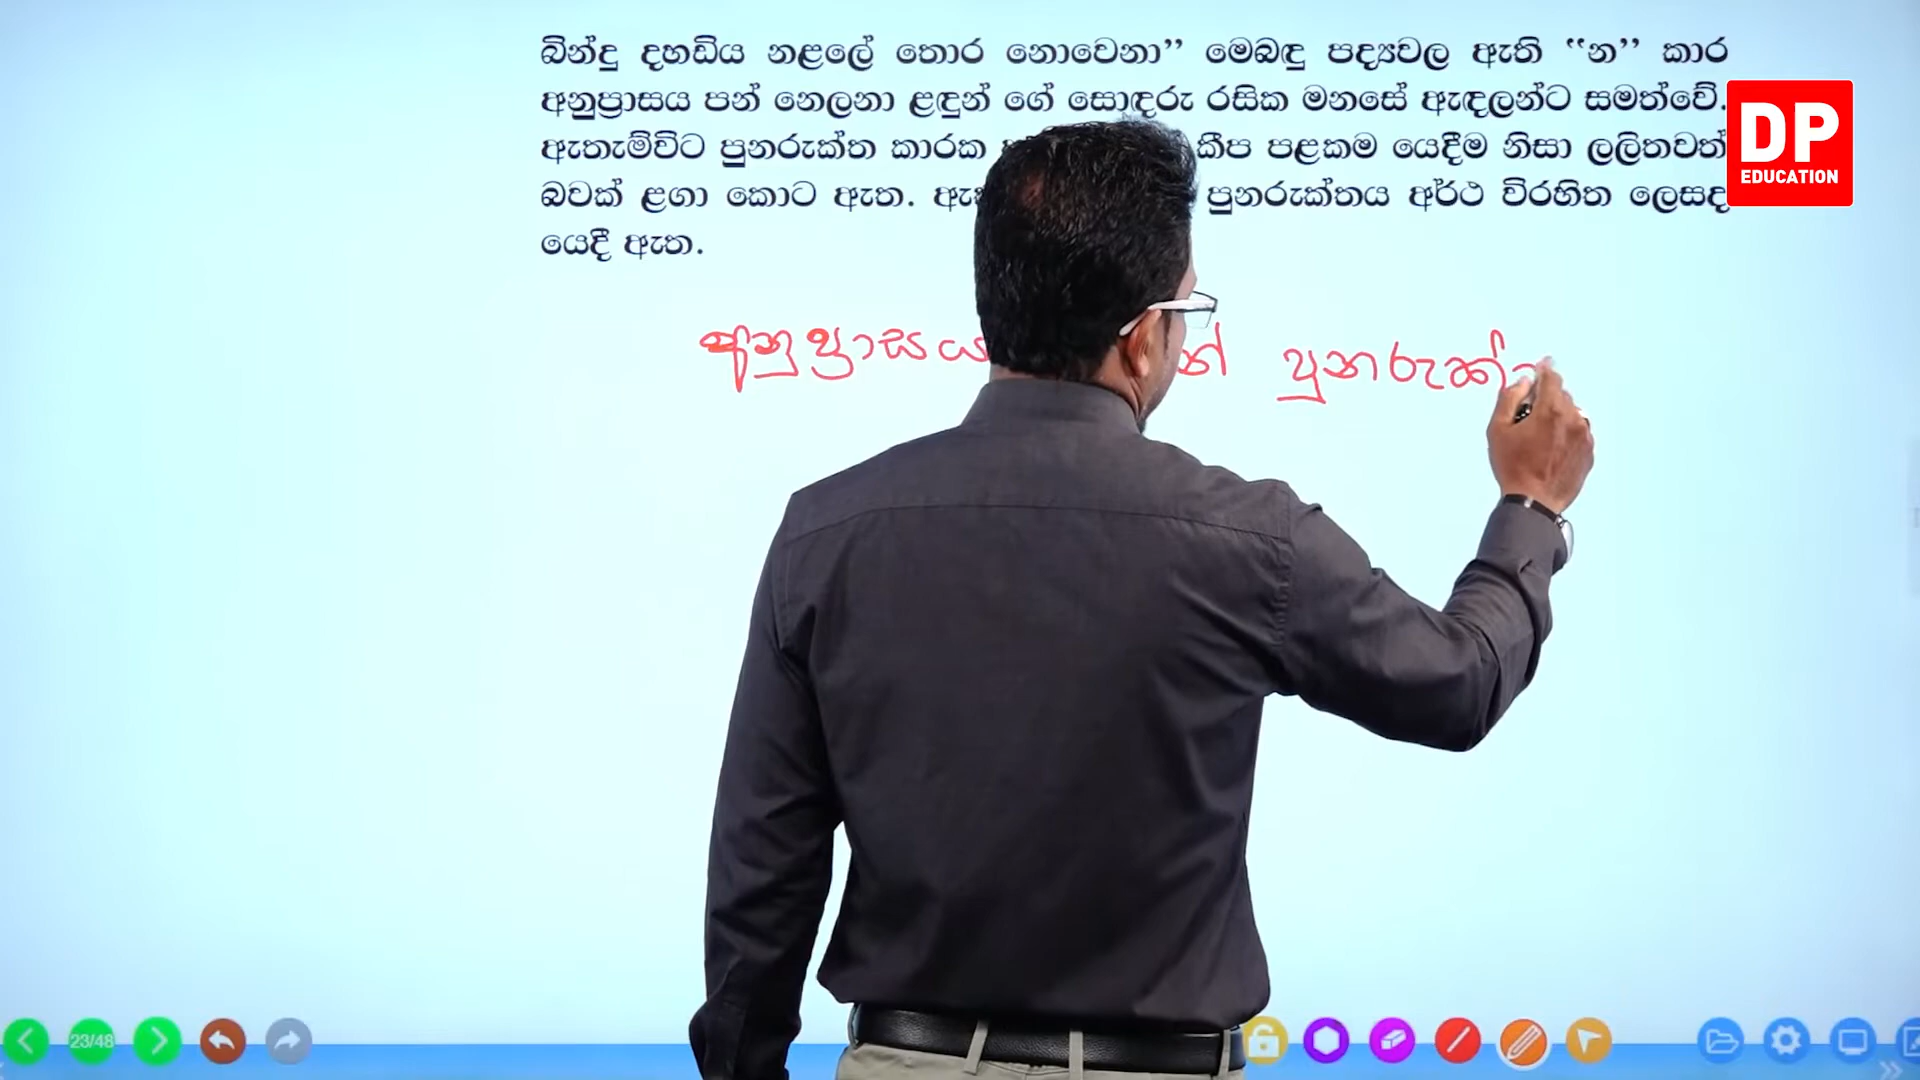 බින්දු දහඩිය නළලේ තොර නොවෙනා’’ මෙබඳු පද්‍යවල ඇති ‘‘න’’ කාර
අනුප්‍රාසය පන් නෙලනා ළඳුන් ගේ සොඳුරු රසික මනසේ ඇඳලන්ට සමත්වේ.
ඇතැම්විට පුනරුක්ත කාරක කීප පළකම යෙදීම නිසා ලලිතවත්
බවක් ළගා කොට ඇත. පුනරුක්තය අර්ථ විරහිත ලෙසද
යෙදී ඇත.
අනුප්‍රාසය පුනරුක්ත
DP
EDUCATION
23/48